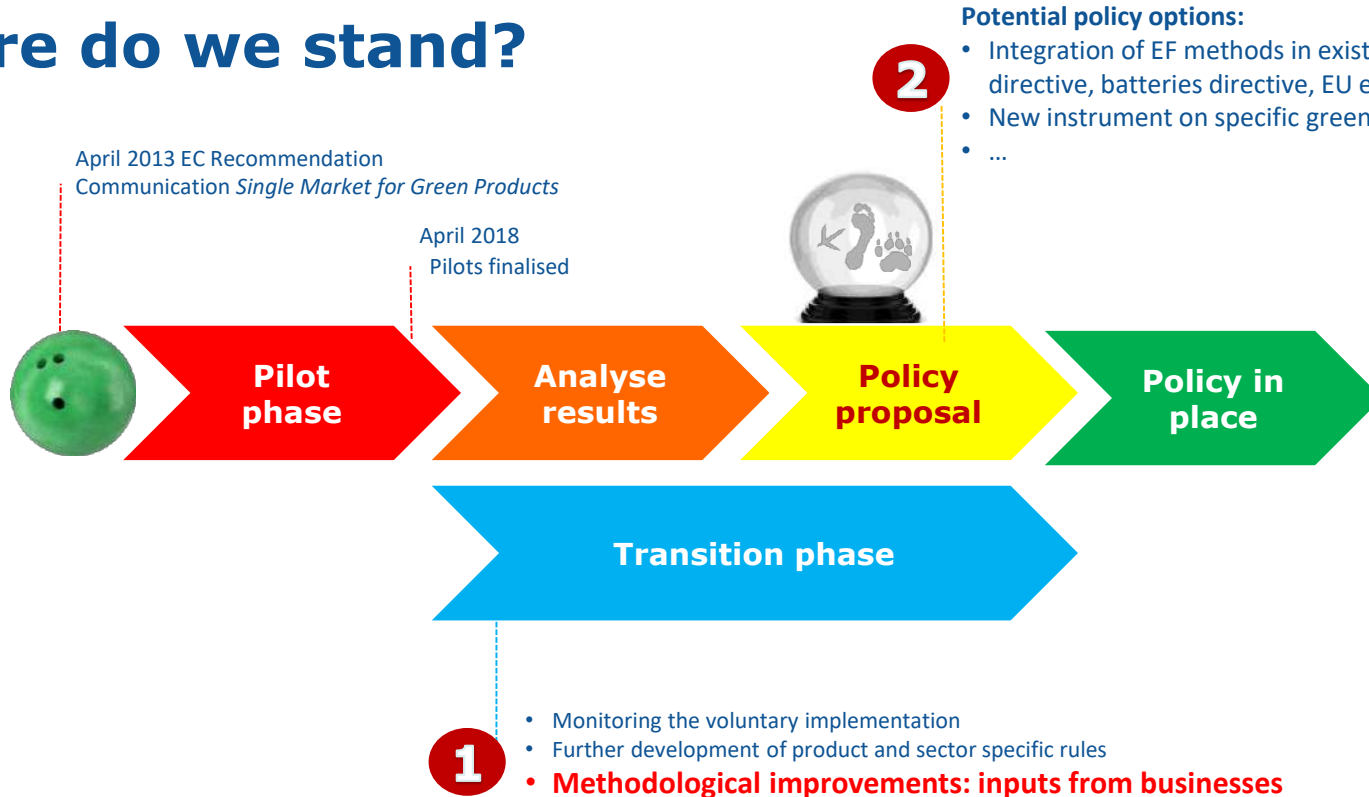 re do we stand?
Potential policy options:
• Integration of EF methods in exist
directive, batteries directive, EU e
• New instrument on specific green
• ...
2
April 2013 EC Recommendation
Communication Single Market for Green Products
April 2018
Pilots finalised
Pilot
phase
Analyse
results
Policy
proposal
Policy in
place
Transition phase
1
• Monitoring the voluntary implementation
• Further development of product and sector specific rules
• Methodological improvements: inputs from businesses